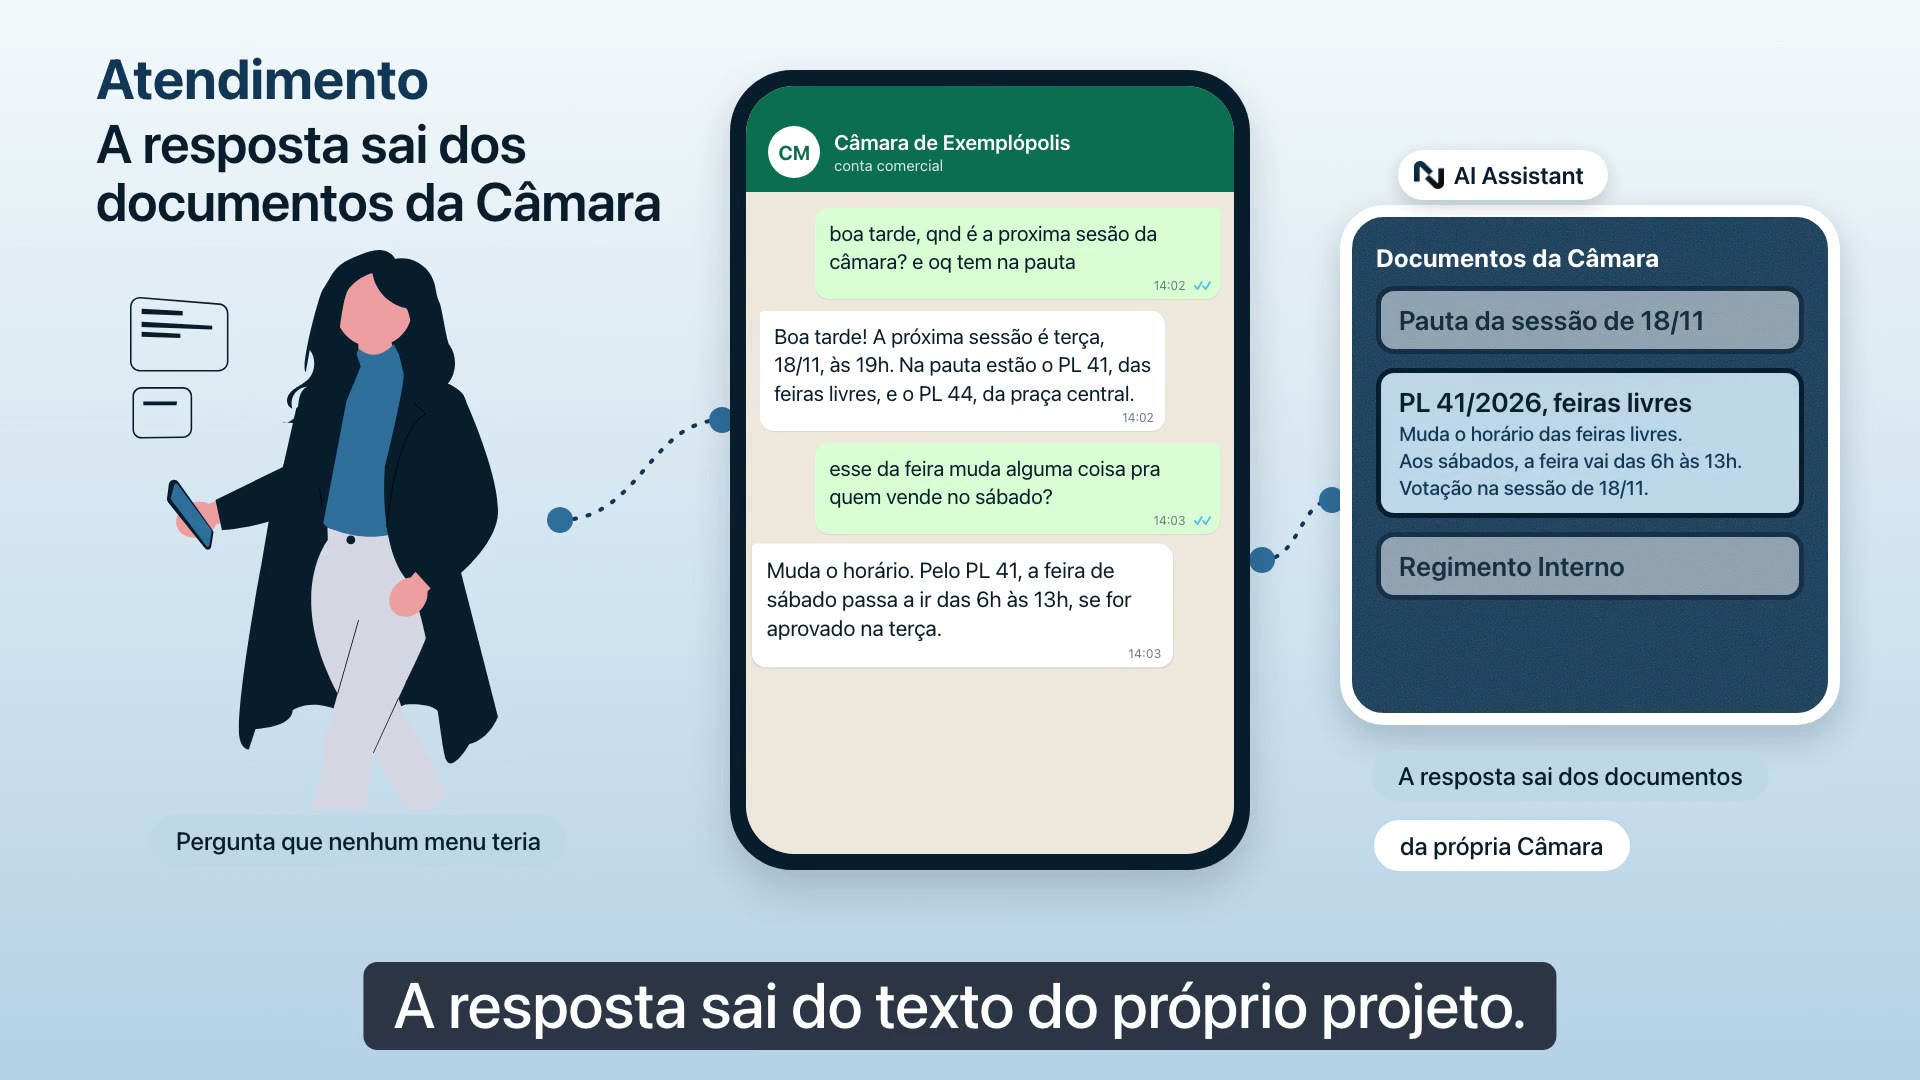 Atendimento
A resposta sai dos
documentos da Câmara
Pergunta que nenhum menu teria
CM
Câmara de Exemplópolis
conta comercial
boa tarde, qnd é a proxima sesão da
câmara? e oq tem na pauta
14:02
Boa tarde! A próxima sessão é terça,
18/11, às 19h. Na pauta estão o PL 41, das
feiras livres, e o PL 44, da praça central.
14:02
esse da feira muda alguma coisa pra
quem vende no sábado?
14:03
Muda o horário. Pelo PL 41, a feira de
sábado passa a ir das 6h às 13h, se for
aprovado na terça.
14:03
AI Assistant
Documentos da Câmara
Pauta da sessão de 18/11
PL 41/2026, feiras livres
Muda o horário das feiras livres.
Aos sábados, a feira vai das 6h às 13h.
Votação na sessão de 18/11.
Regimento Interno
A resposta sai dos documentos
da própria Câmara
A resposta sai do texto do próprio projeto.